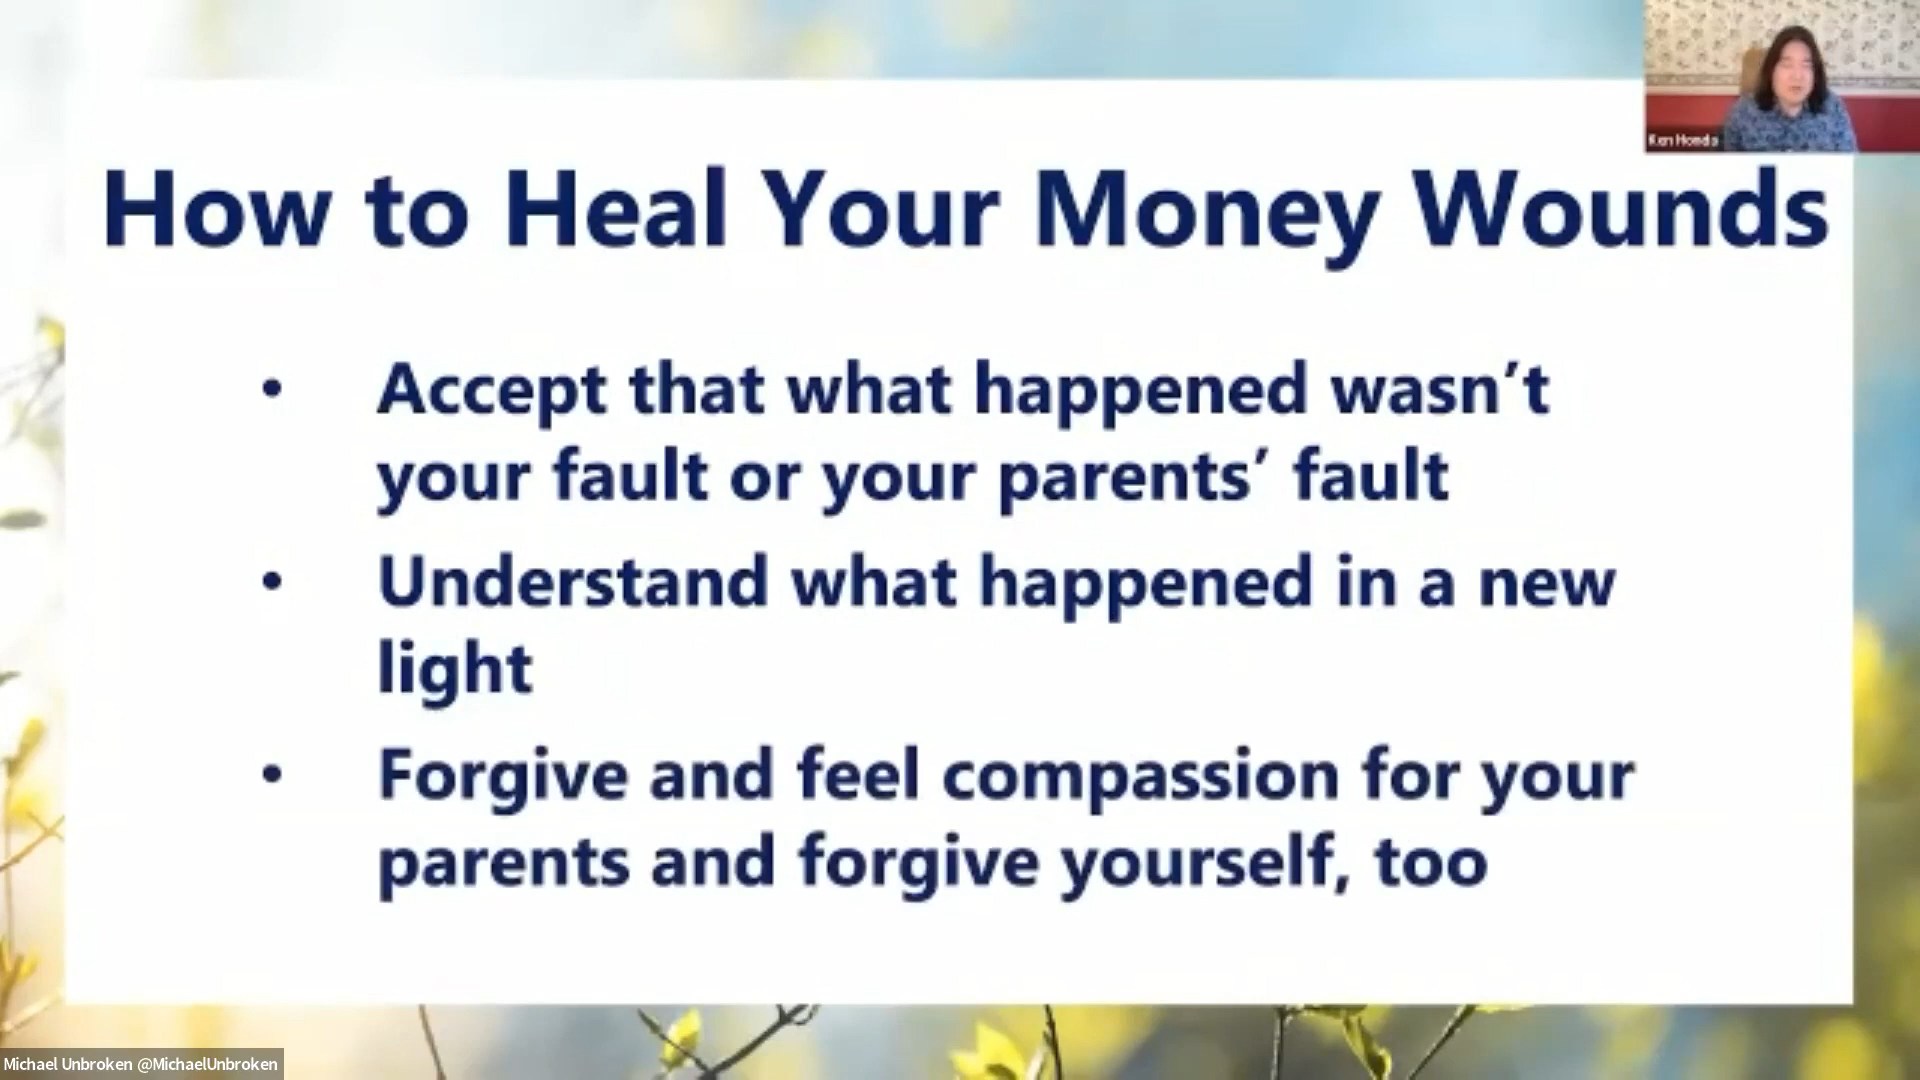 Ken Honda
How to Heal Your Money Wounds
• Accept that what happened wasn’t
your fault or your parents’ fault
• Understand what happened in a new
light
• Forgive and feel compassion for your
parents and forgive yourself, too
Michael Unbroken @MichaelUnbroken